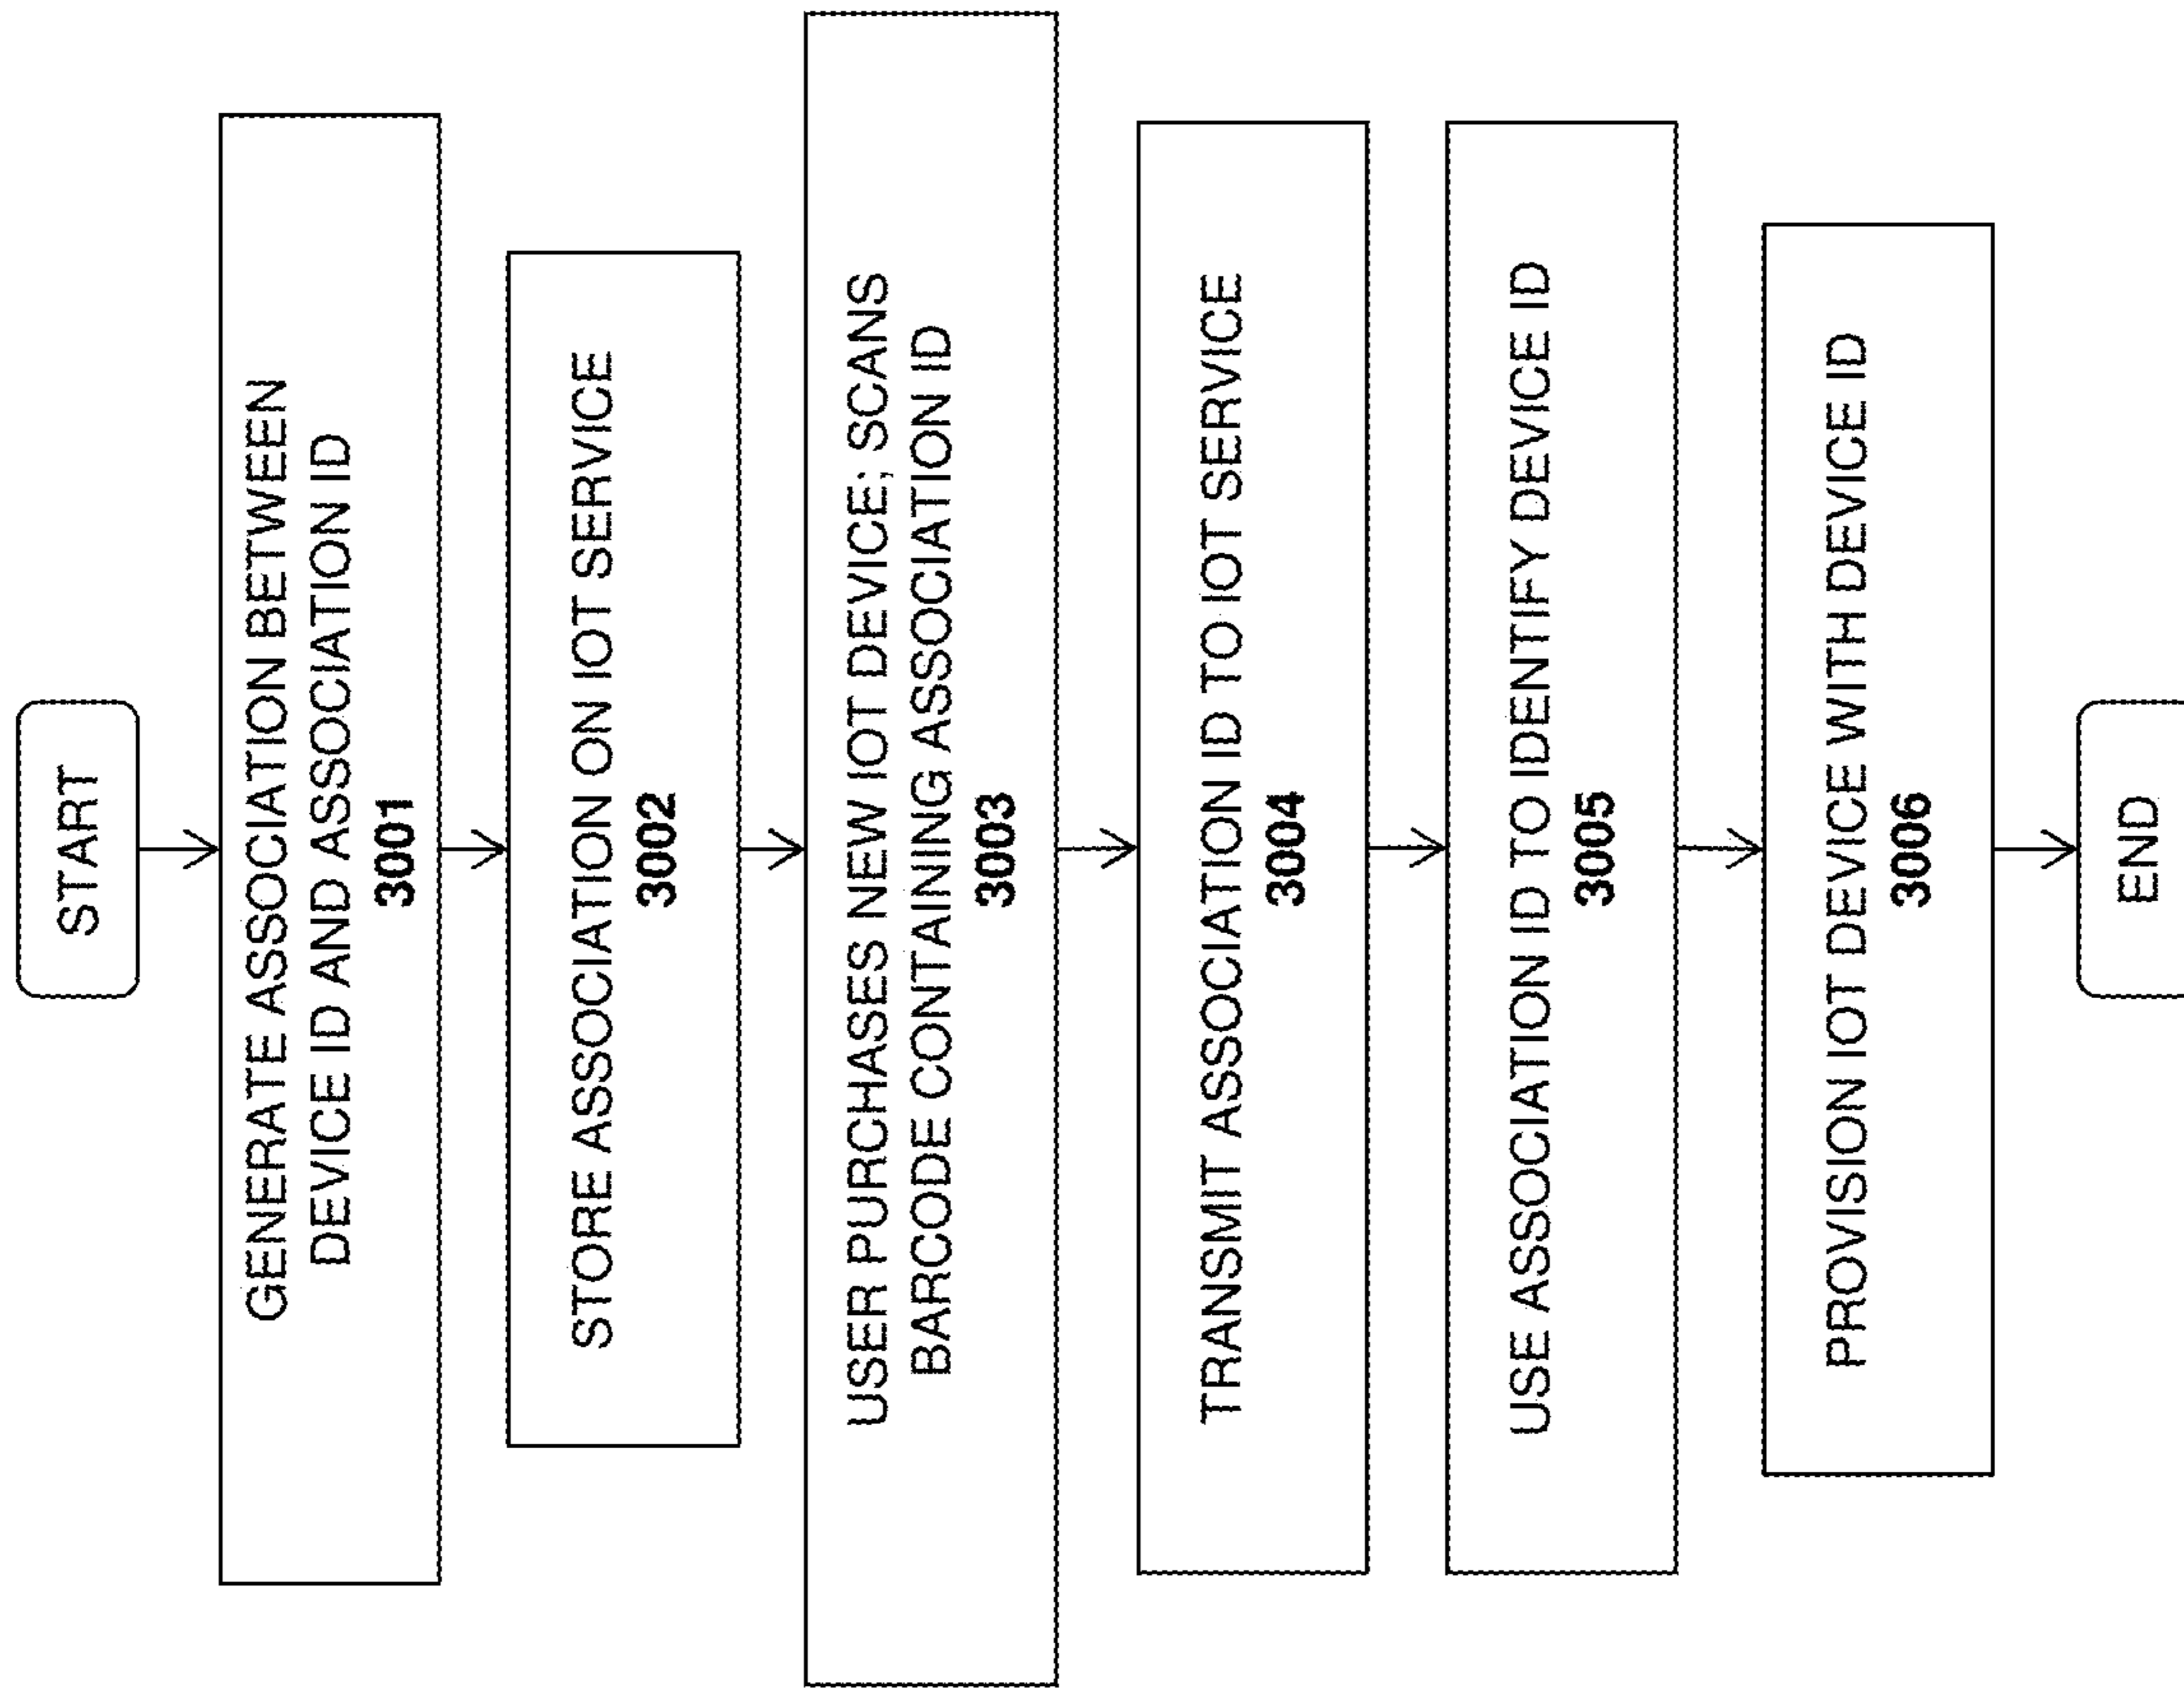 START
GENERATE ASSOCIATION BETWEEN
DEVICE ID AND ASSOCIATION ID
3001
STORE ASSOCIATION ON IOT SERVICE
3002
USER PURCHASES NEW IOT DEVICE; SCANS
BARCODE CONTAINING ASSOCIATION ID
3003
TRANSMIT ASSOCIATION ID TO IOT SERVICE
3004
USE ASSOCIATION ID TO IDENTIFY DEVICE ID
3005
PROVISION IOT DEVICE WITH DEVICE ID
3006
END